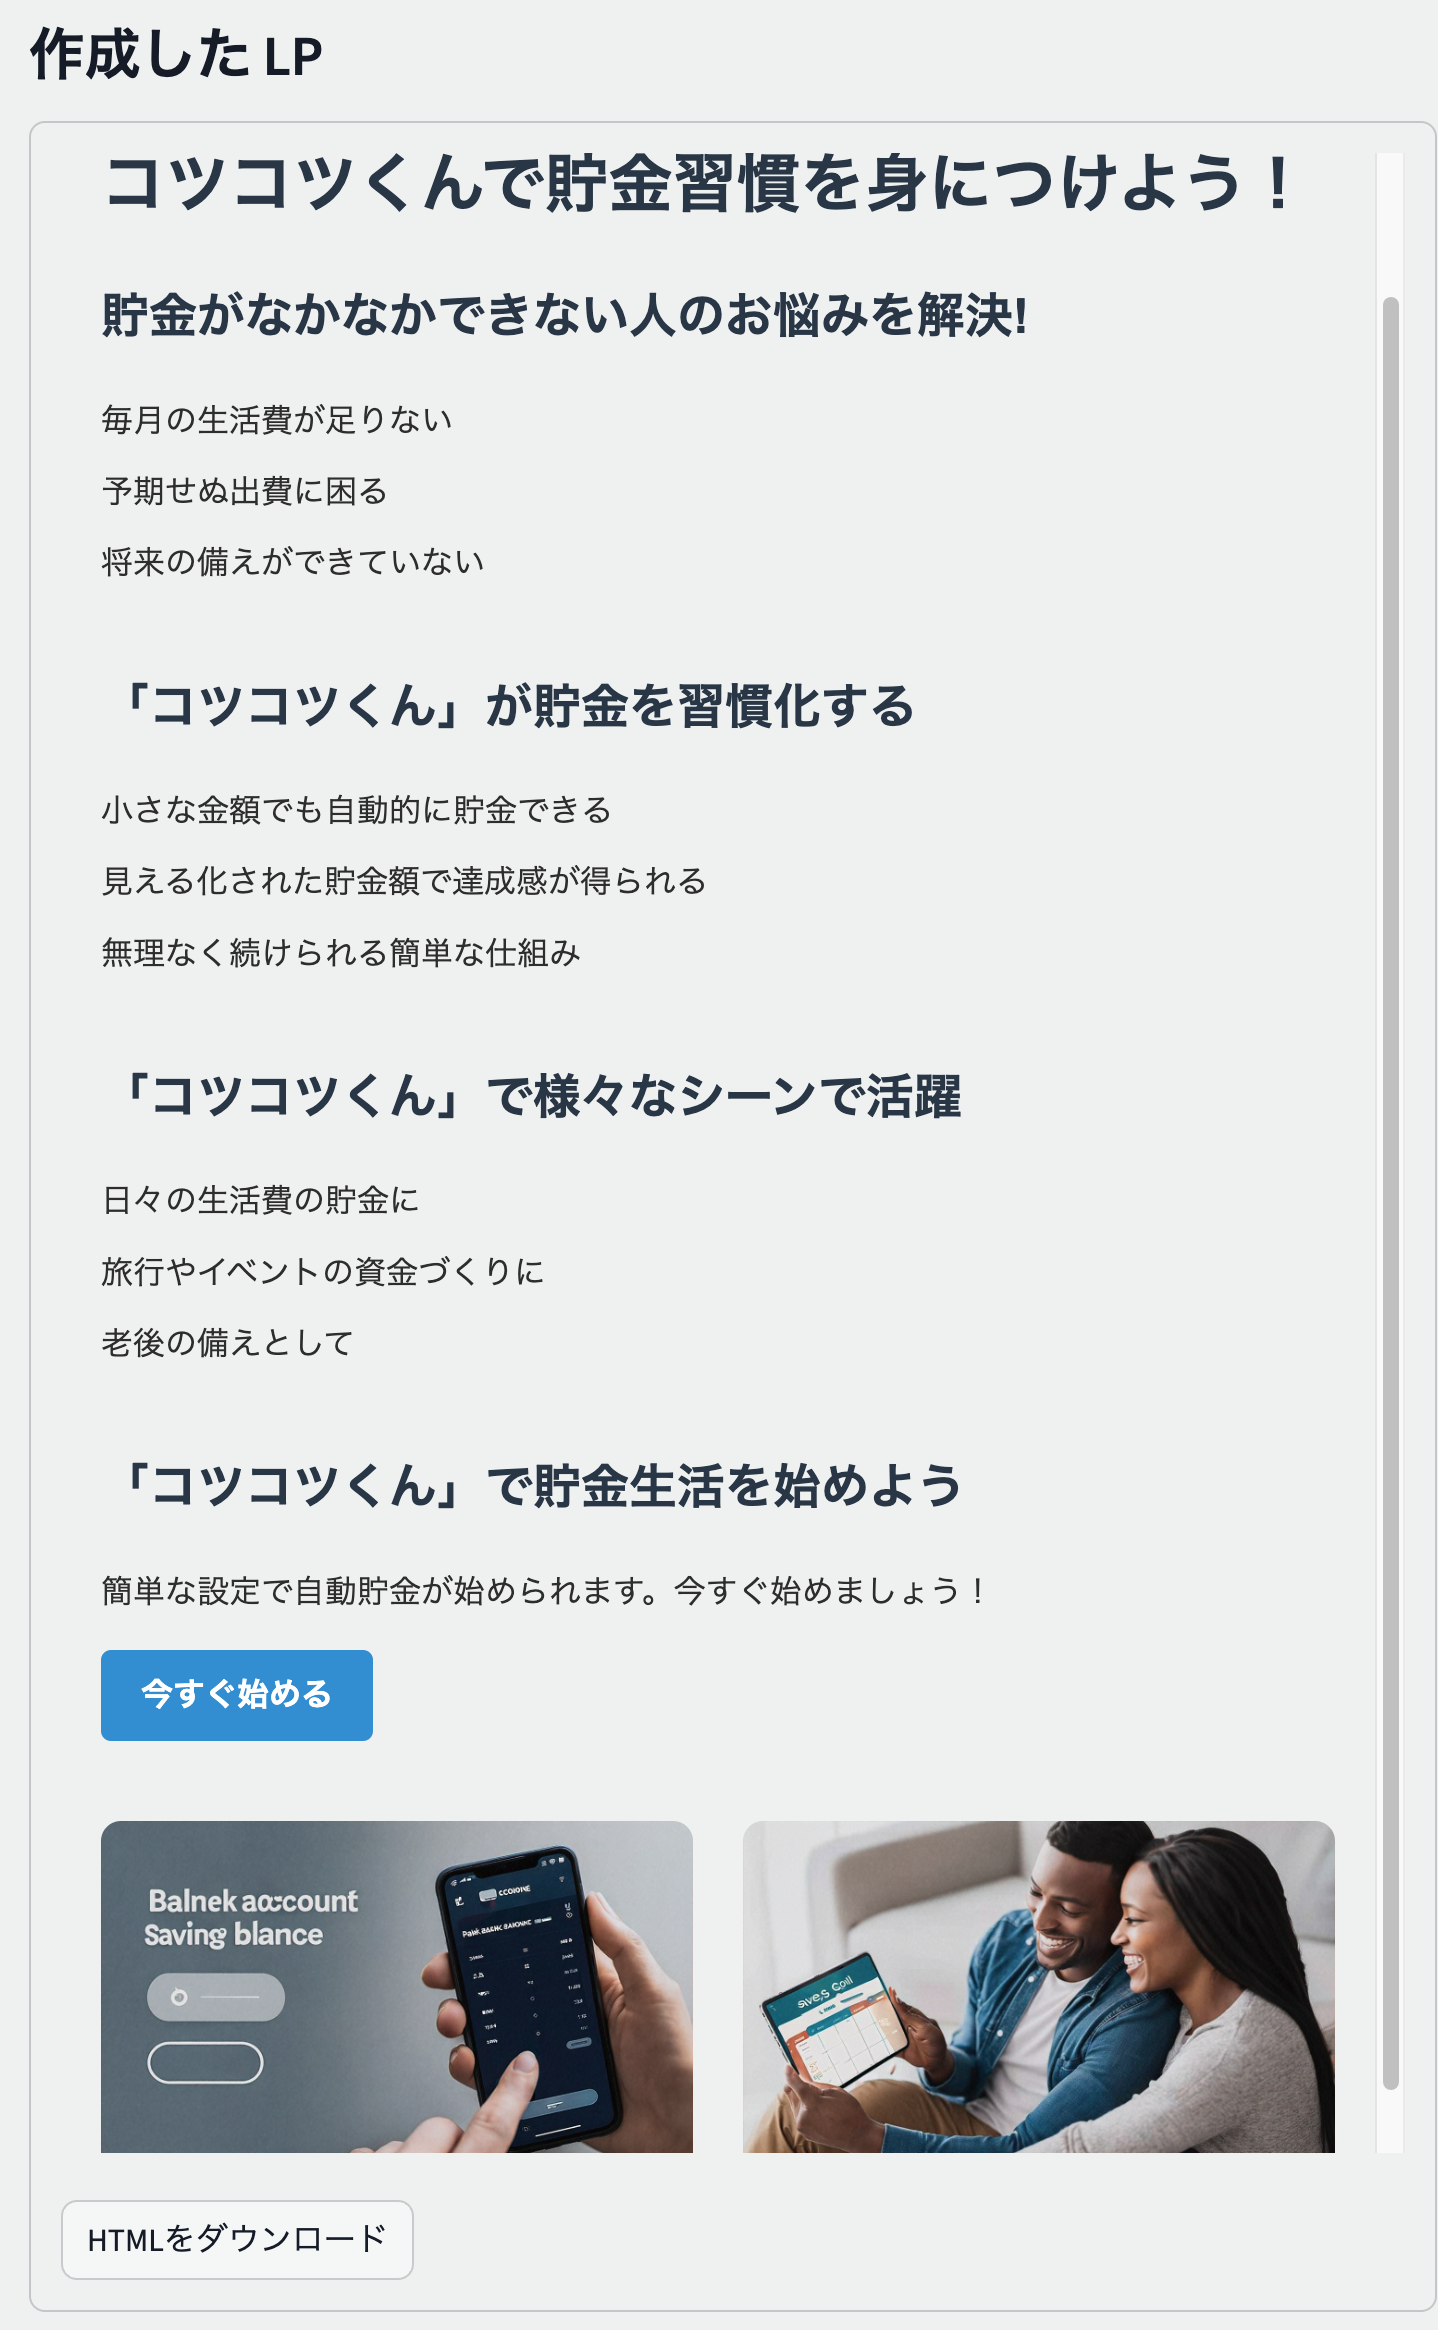 作成した LP
コツコツくんで貯金習慣を身につけよう！
貯金がなかなかできない人のお悩みを解決!
毎月の生活費が足りない
予期せぬ出費に困る
将来の備えができていない
「コツコツくん」が貯金を習慣化する
小さな金額でも自動的に貯金できる
見える化された貯金額で達成感が得られる
無理なく続けられる簡単な仕組み
「コツコツくん」で様々なシーンで活躍
日々の生活費の貯金に
旅行やイベントの資金づくりに
老後の備えとして
「コツコツくん」で貯金生活を始めよう
簡単な設定で自動貯金が始められます。今すぐ始めましょう！
今すぐ始める
Balnek account
Saving blance
HTMLをダウンロード